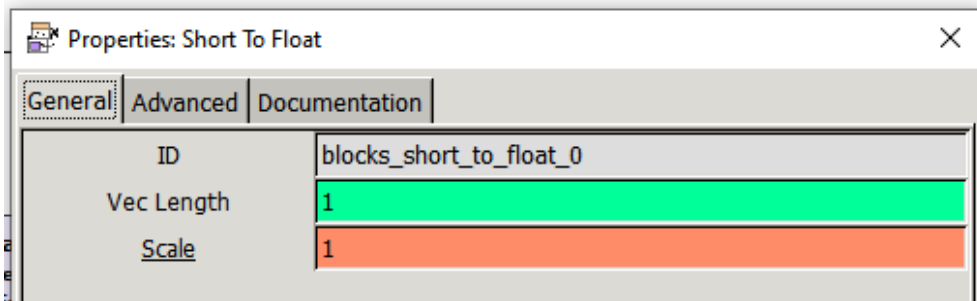 Properties: Short To Float
General Advanced Documentation
ID blocks_short_to_float_0
Vec Length 1
Scale 1